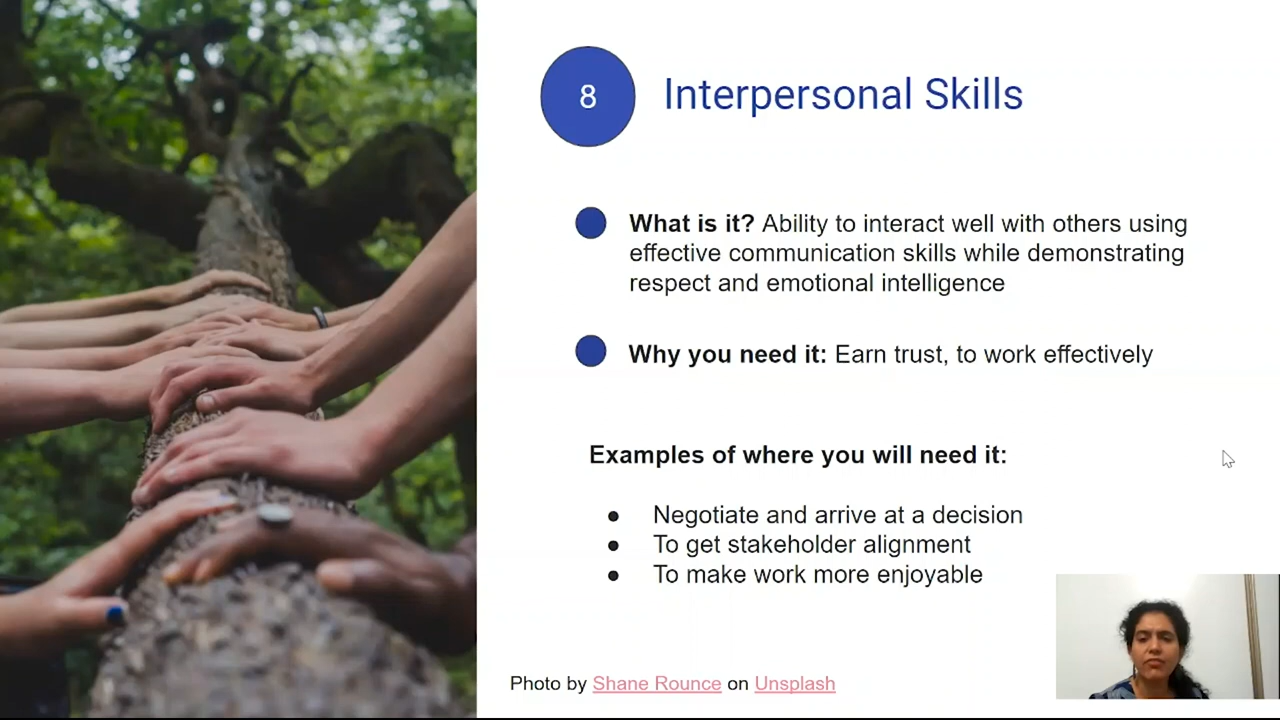 8
Interpersonal Skills
What is it? Ability to interact well with others using
effective communication skills while demonstrating
respect and emotional intelligence
Why you need it: Earn trust, to work effectively
Examples of where you will need it:
● Negotiate and arrive at a decision
● To get stakeholder alignment
● To make work more enjoyable
Photo by Shane Rounce on Unsplash